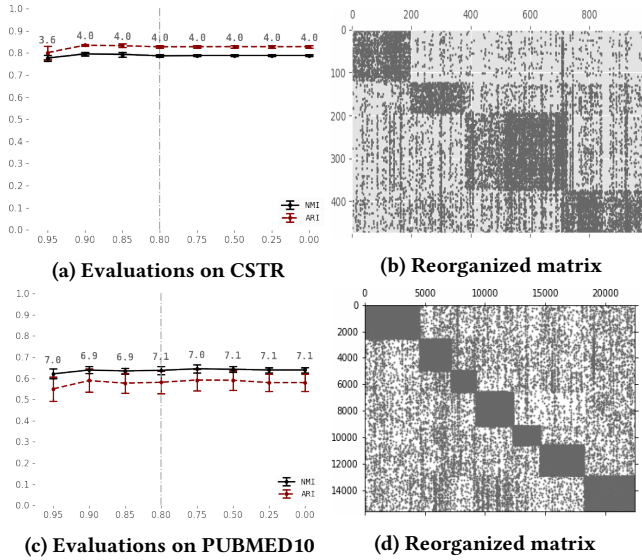 1.0
0.9
0.8
0.7
0.6
0.5
0.4
0.3
0.2
0.1
0.0
3.6 4.0 4.0 4.0 4.0 4.0 4.0 4.0
NMI
ARI
0.95 0.90 0.85 0.80 0.75 0.50 0.25 0.00
(a) Evaluations on CSTR
0 200 400 600 800
0
100
200
300
400
(b) Reorganized matrix
1.0
0.9
0.8
0.7
0.6
0.5
0.4
0.3
0.2
0.1
0.0
7.0 6.9 6.9 7.1 7.0 7.1 7.1 7.1
NMI
ARI
0.95 0.90 0.85 0.80 0.75 0.50 0.25 0.00
(c) Evaluations on PUBMED10
0 5000 10000 15000 20000
0
2000
4000
6000
8000
10000
12000
14000
(d) Reorganized matrix